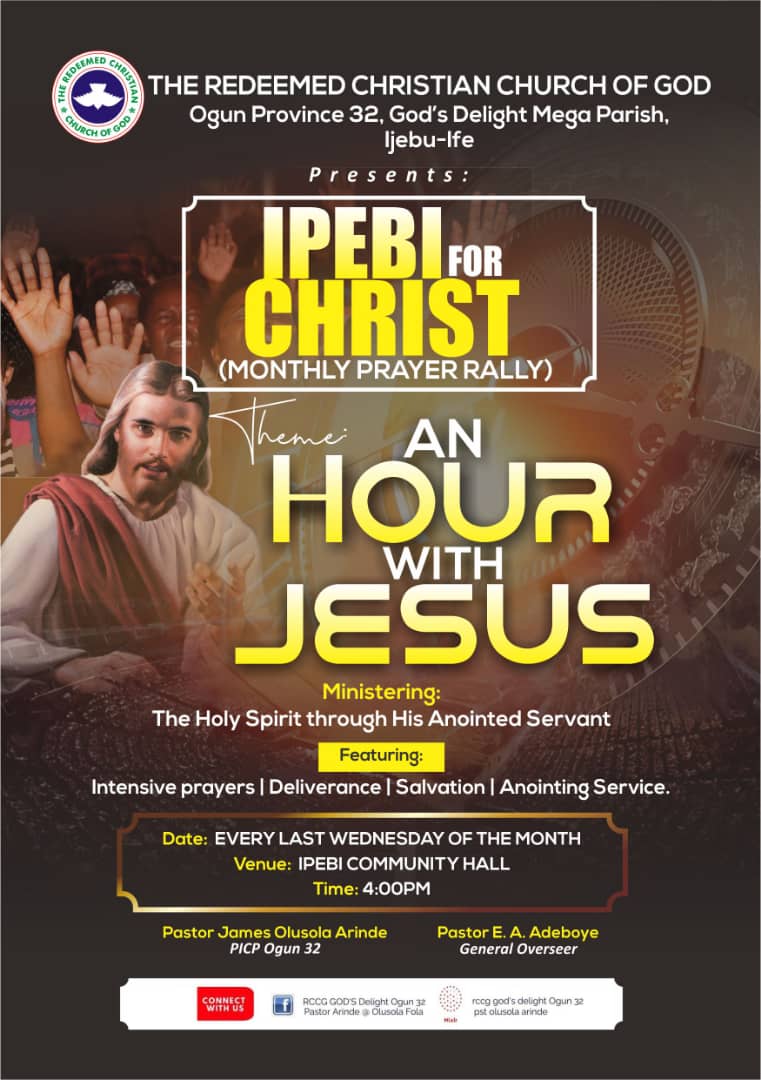 THE REDEEMED CHRISTIAN CHURCH OF GOD
THE REDEEMED CHRISTIAN CHURCH OF GOD
Ogun Province 32, God's Delight Mega Parish,
Ijebu-Ife
Presents:
IPEBI FOR
CHRIST
(MONTHLY PRAYER RALLY)
Theme:
AN
HOUR
WITH
JESUS
Ministering:
The Holy Spirit through His Anointed Servant
Featuring:
Intensive prayers | Deliverance | Salvation | Anointing Service.
Date: EVERY LAST WEDNESDAY OF THE MONTH
Venue: IPEBI COMMUNITY HALL
Time: 4:00PM
Pastor James Olusola Arinde
PICP Ogun 32
Pastor E. A. Adeboye
General Overseer
CONNECT
WITH US
f
RCCG GOD'S Delight Ogun 32
Pastor Arinde @ Olusola Fola
Mixlr
rccg god's delight Ogun 32
pst olusola arinde